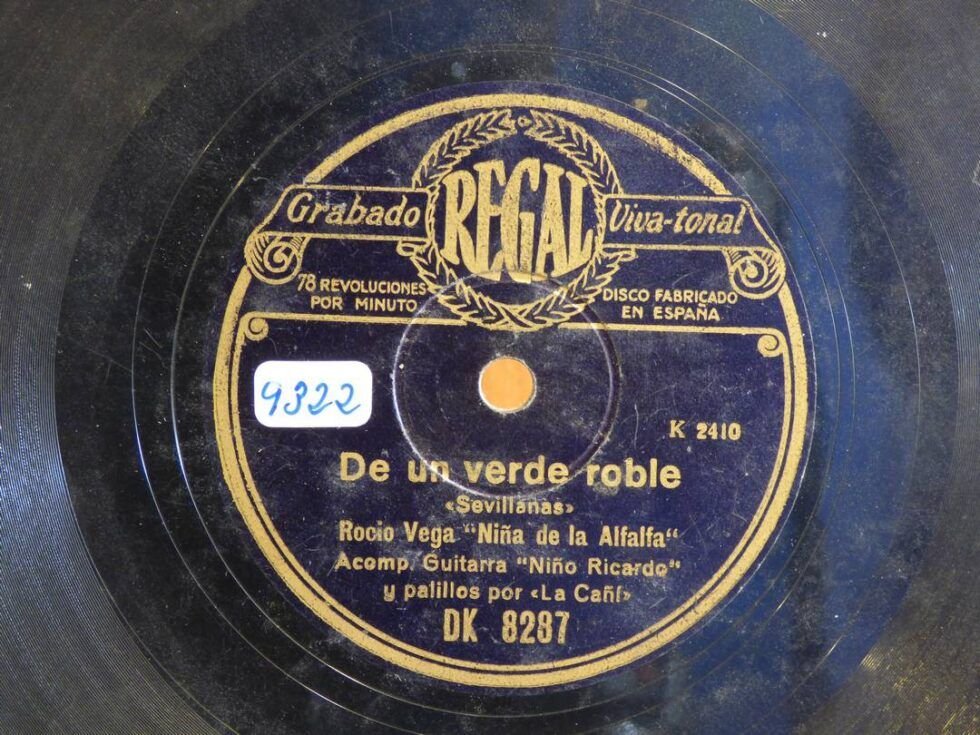 REGAL
Grabado Viva-tonal
78 REVOLUCIONES
POR MINUTO
DISCO FABRICADO
EN ESPAÑA
9322
K 2410
De un verde roble
«Sevillanas»
Rocio Vega "Niña de la Alfalfa"
Acomp. Guitarra "Niño Ricardo"
y palillos por «La Cañí»
DK 8287